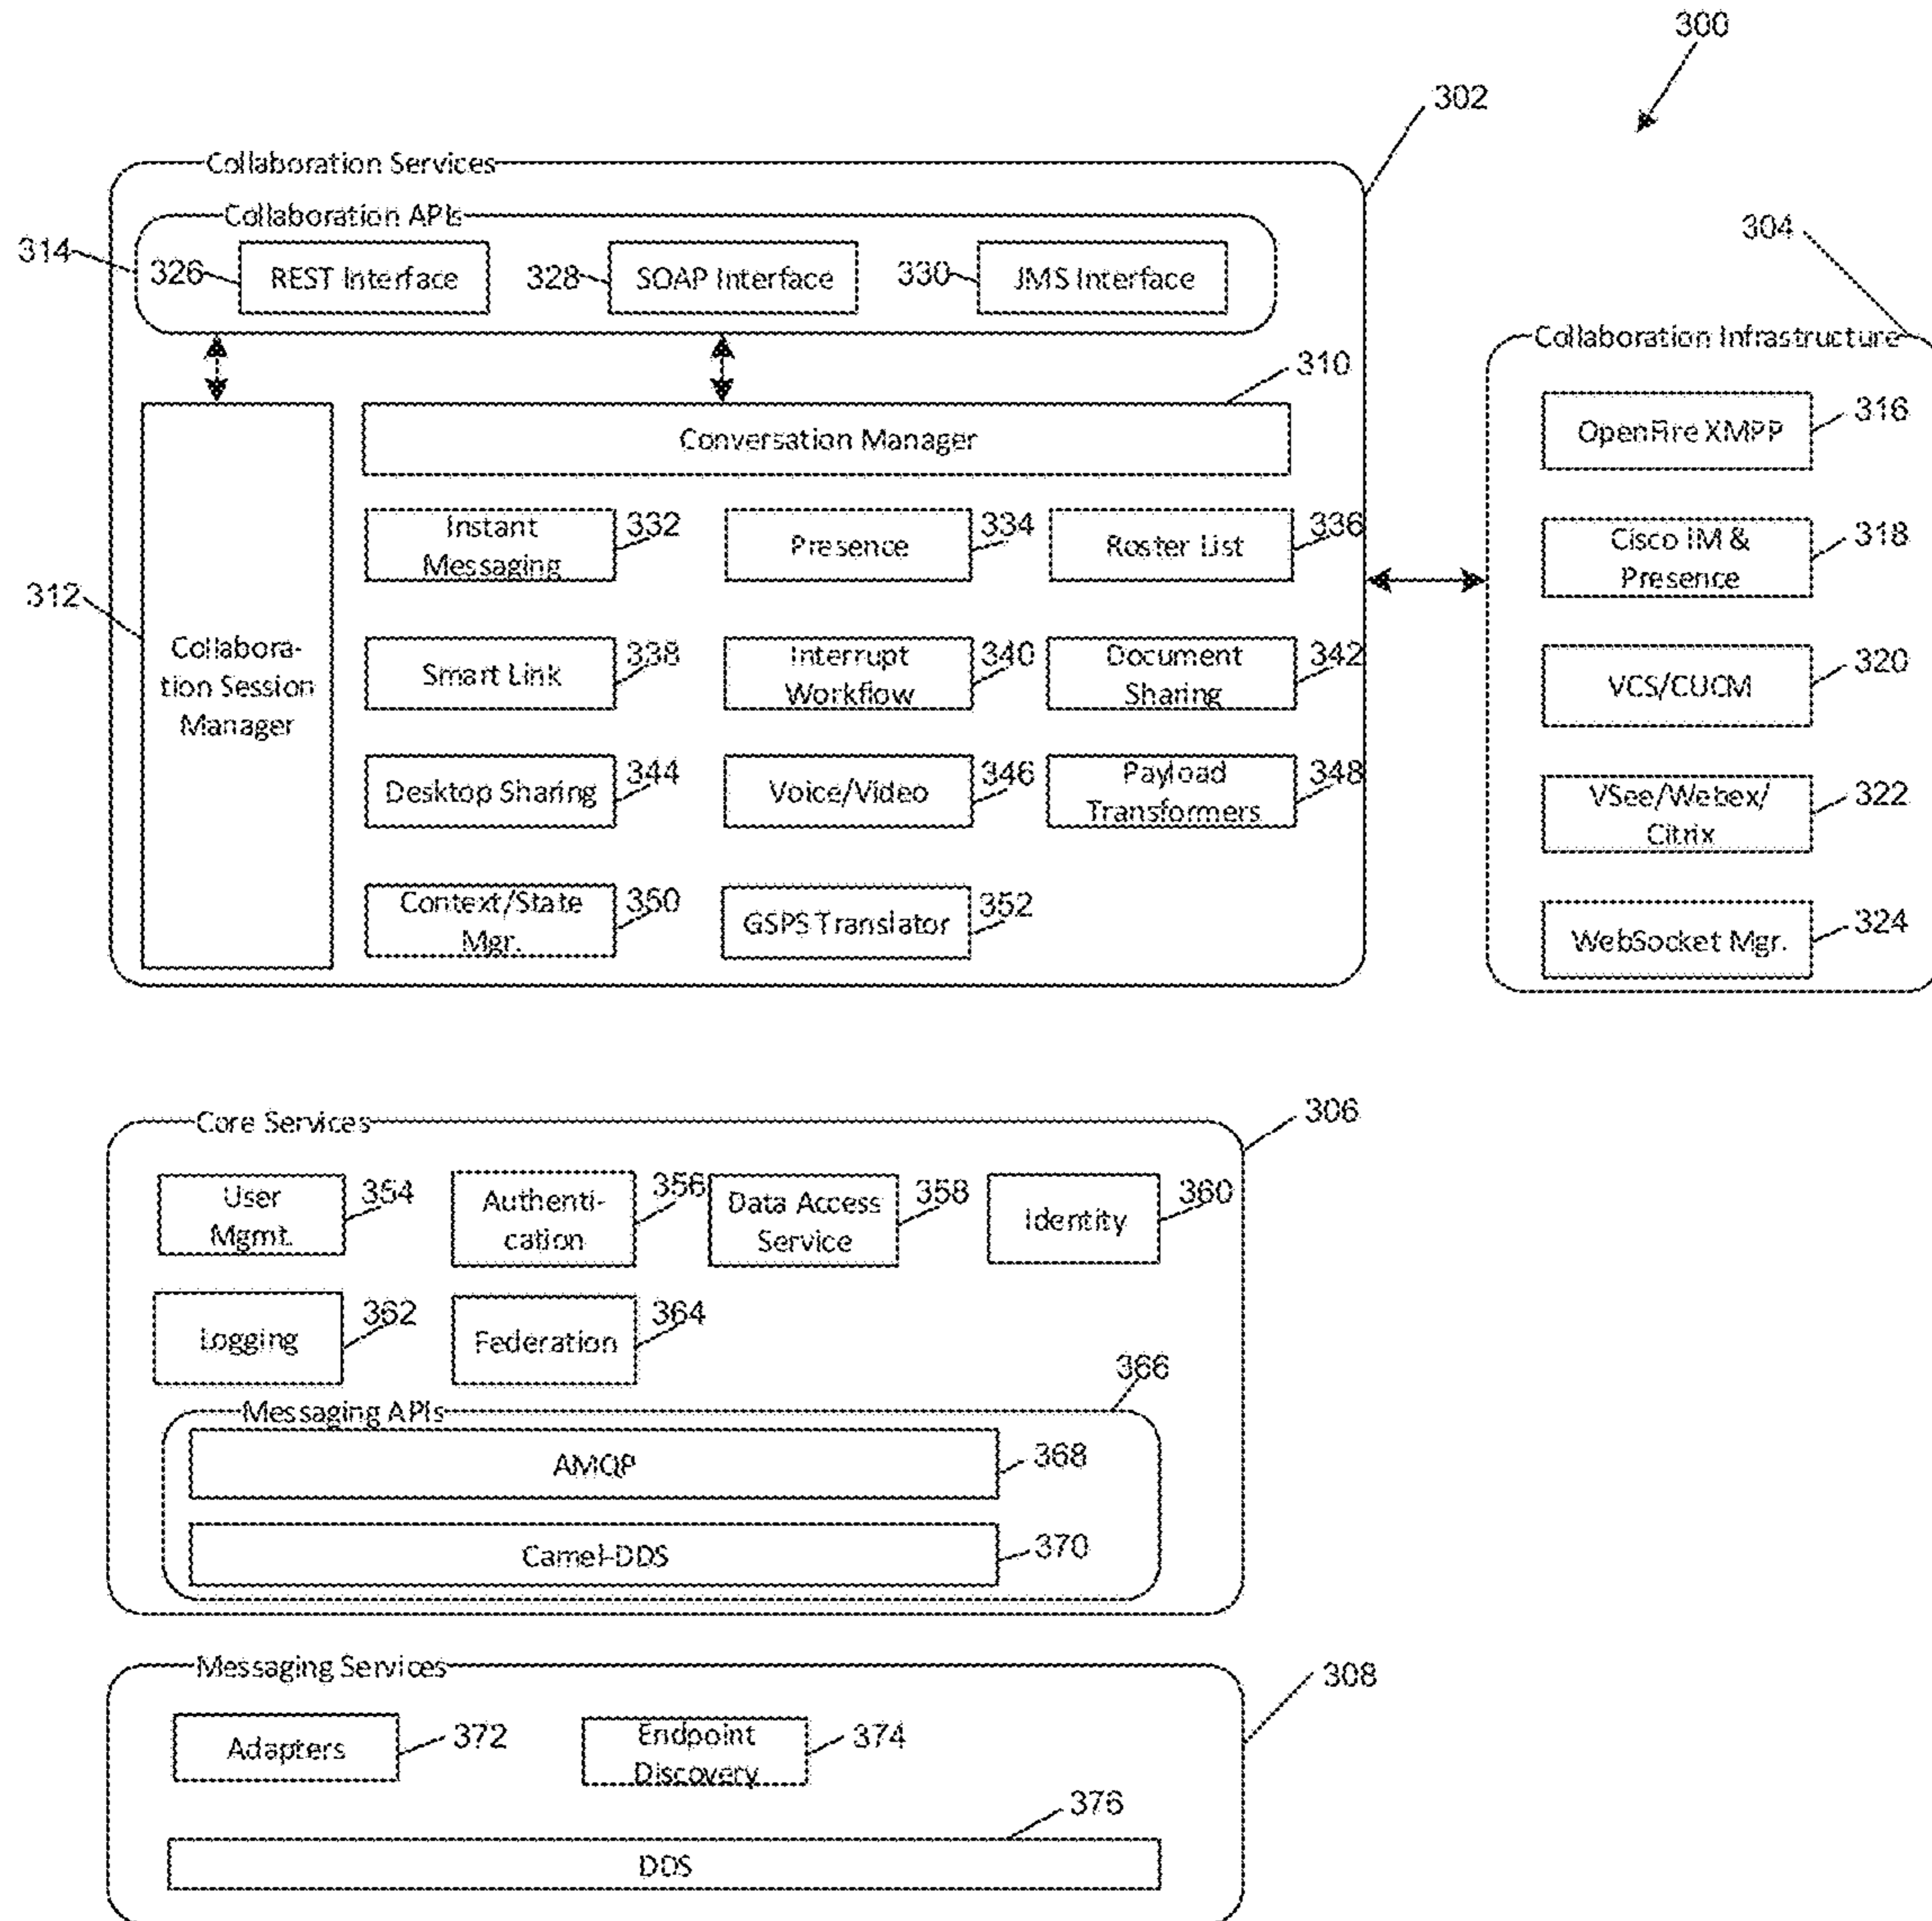 300
302
Collaboration Services
Collaboration APIs
304
314
326
REST Interface
328
SOAP Interface
330
JMS Interface
Collaboration Infrastructure
310
Conversation Manager
316
OpenFire XMPP
Instant
Messaging
332
Presence
334
Roster List
336
318
Cisco IM &
Presence
312
Collabora-
tion Session
Manager
Smart Link
338
Interrupt
Workflow
340
Document
Sharing
342
320
VCS/CUCM
Desktop Sharing
344
Voice/Video
346
Payload
Transformers
348
322
VSee/Webex/
Citrix
Context/State
Mgr.
350
GSPS Translator
352
324
WebSocket Mgr.
Core Services
306
User
Mgmt.
354
Authenti-
cation
356
Data Access
Service
358
Identity
360
Logging
362
Federation
364
366
Messaging APIs
AMQP
368
Camel-DDS
370
Messaging Services
308
Adapters
372
Endpoint
Discovery
374
376
DDS